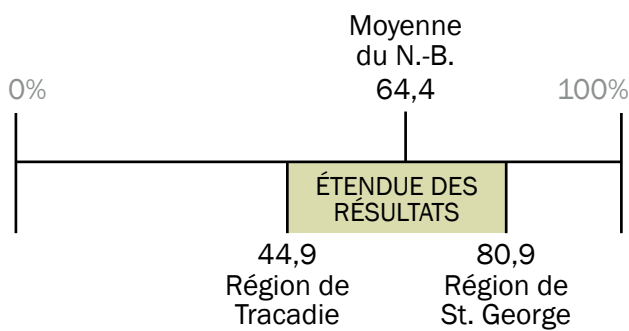 Moyenne
du N.-B.
64,4
0%
100%
ÉTENDUE DES
RÉSULTATS
44,9
Région de
Tracadie
80,9
Région de
St. George